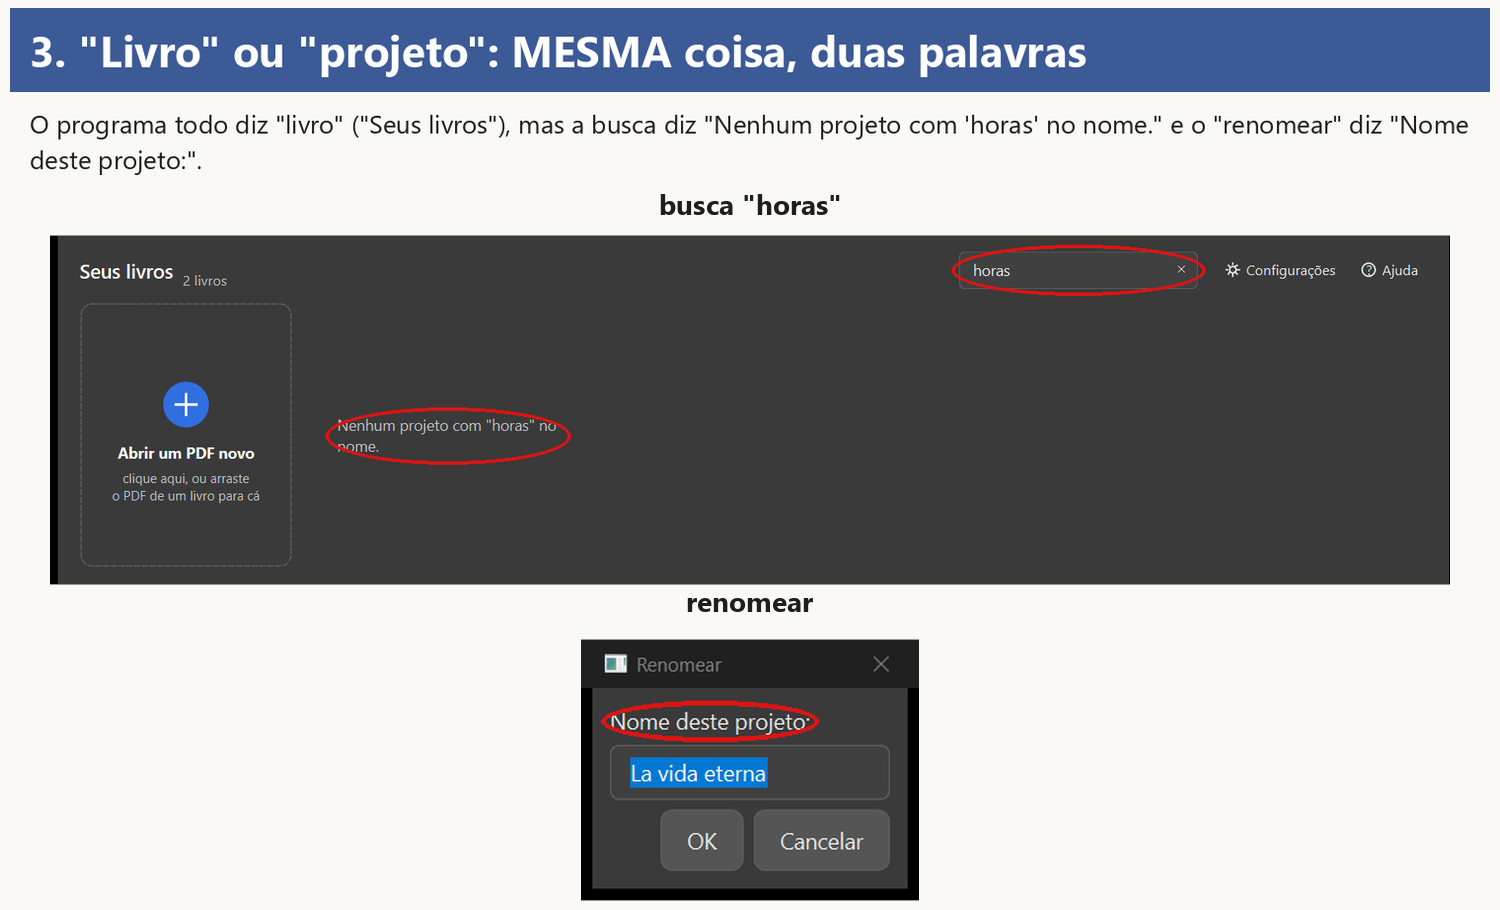 3. "Livro" ou "projeto": MESMA coisa, duas palavras
O programa todo diz "livro" ("Seus livros"), mas a busca diz "Nenhum projeto com 'horas' no nome." e o "renomear" diz "Nome
deste projeto:".
busca "horas"
Seus livros 2 livros
horas ×
Configurações
? Ajuda
Abrir um PDF novo
clique aqui, ou arraste
o PDF de um livro para cá
Nenhum projeto com "horas" no
nome.
renomear
Renomear
Nome deste projeto:
La vida eterna
OK
Cancelar